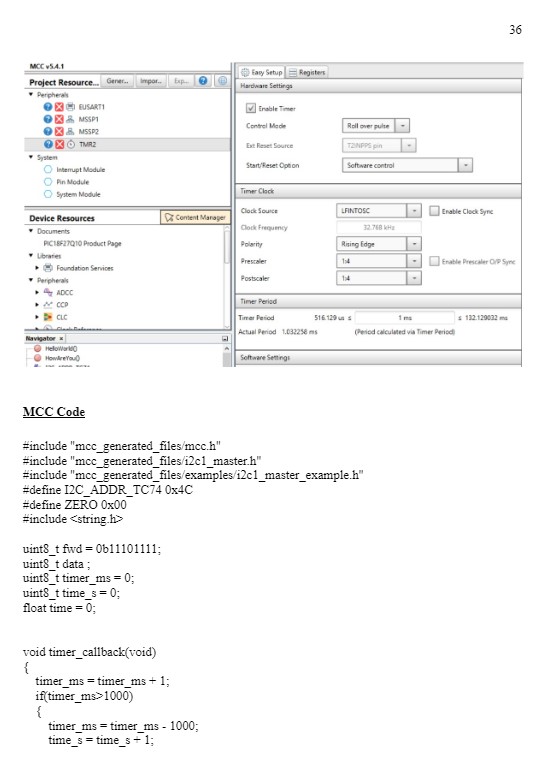 36
MCC v5.4.1
Project Resource... Gener... Impor... Exp...
Peripherals
EUSART1
MSSP1
MSSP2
TMR2
System
Interrupt Module
Pin Module
System Module
Device Resources Content Manager
Documents
PIC18F27Q10 Product Page
Libraries
Foundation Services
Peripherals
ADCC
CCP
CLC
Navigator
HelloWorld()
HowAreYou()
Easy Setup Registers
Hardware Settings
Enable Timer
Control Mode Roll over pulse
Ext Reset Source T2INPPS pin
Start/Reset Option Software control
Timer Clock
Clock Source LFINTOSC Enable Clock Sync
Clock Frequency 32.768 kHz
Polarity Rising Edge
Prescaler 1:4 Enable Prescaler O/P Sync
Postscaler 1:4
Timer Period
Timer Period 516.129 us ≤ 1 ms ≤ 132.129032 ms
Actual Period 1.032258 ms (Period calculated via Timer Period)
Software Settings
MCC Code
#include "mcc_generated_files/mcc.h"
#include "mcc_generated_files/i2c1_master.h"
#include "mcc_generated_files/examples/i2c1_master_example.h"
#define I2C_ADDR_TC74 0x4C
#define ZERO 0x00
#include <string.h>
uint8_t fwd = 0b11101111;
uint8_t data ;
uint8_t timer_ms = 0;
uint8_t time_s = 0;
float time = 0;
void timer_callback(void)
{
timer_ms = timer_ms + 1;
if(timer_ms>1000)
{
timer_ms = timer_ms - 1000;
time_s = time_s + 1;